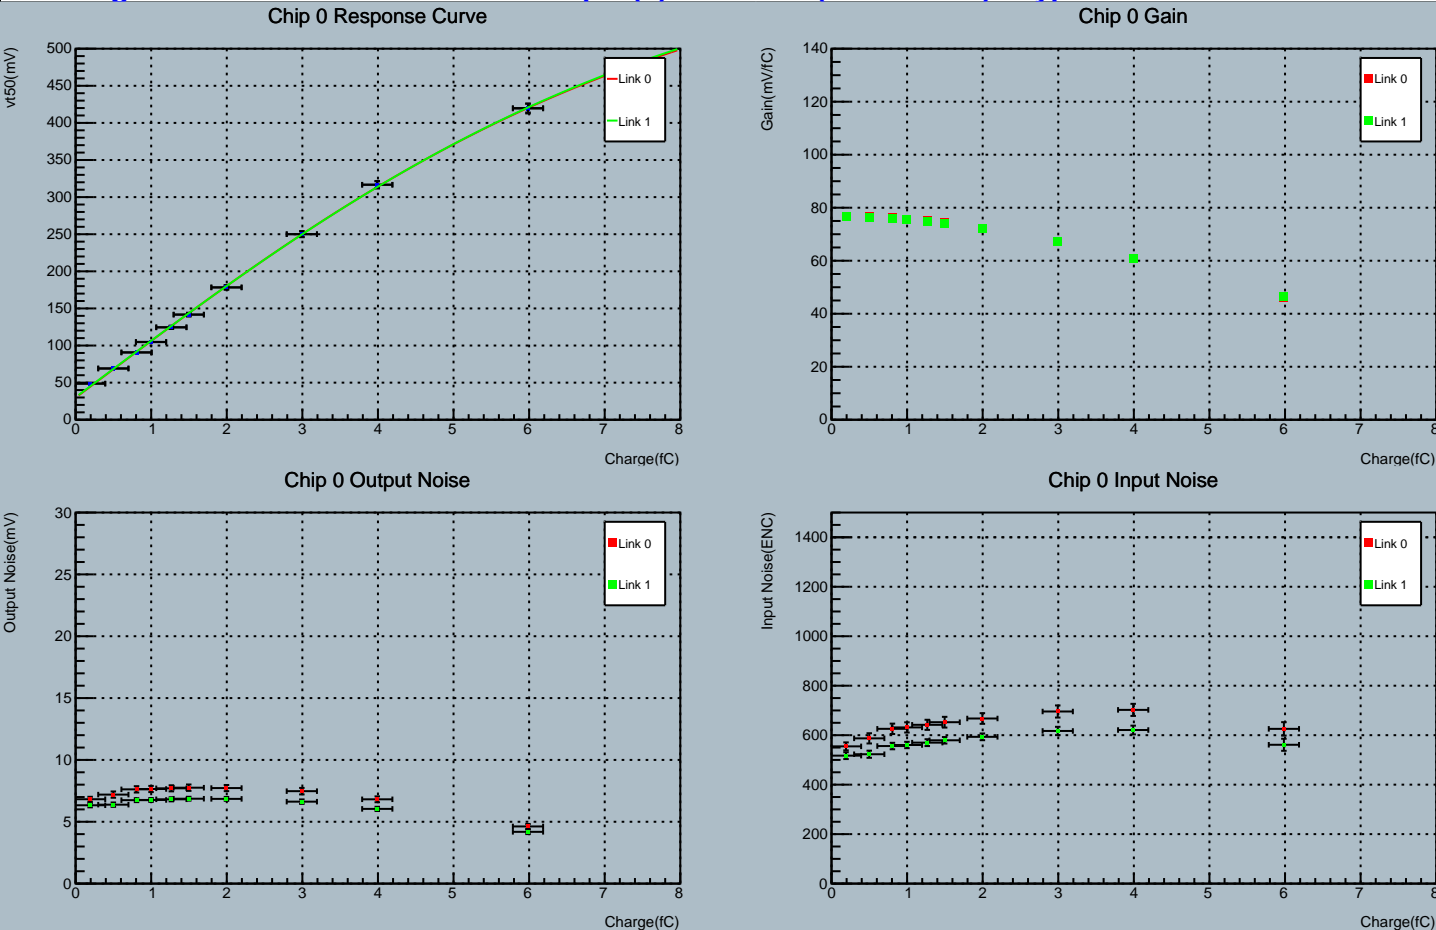 Chip 0 Response Curve
vt50(mV)
500
450
400
350
300
250
200
150
100
50
0
0 1 2 3 4 5 6 7 8
Charge(fC)
Link 0
Link 1
Chip 0 Gain
Gain(mV/fC)
140
120
100
80
60
40
20
0
0 1 2 3 4 5 6 7 8
Charge(fC)
Link 0
Link 1
Chip 0 Output Noise
Output Noise(mV)
30
25
20
15
10
5
0
0 1 2 3 4 5 6 7 8
Charge(fC)
Link 0
Link 1
Chip 0 Input Noise
Input Noise(ENC)
1400
1200
1000
800
600
400
200
0
0 1 2 3 4 5 6 7 8
Charge(fC)
Link 0
Link 1